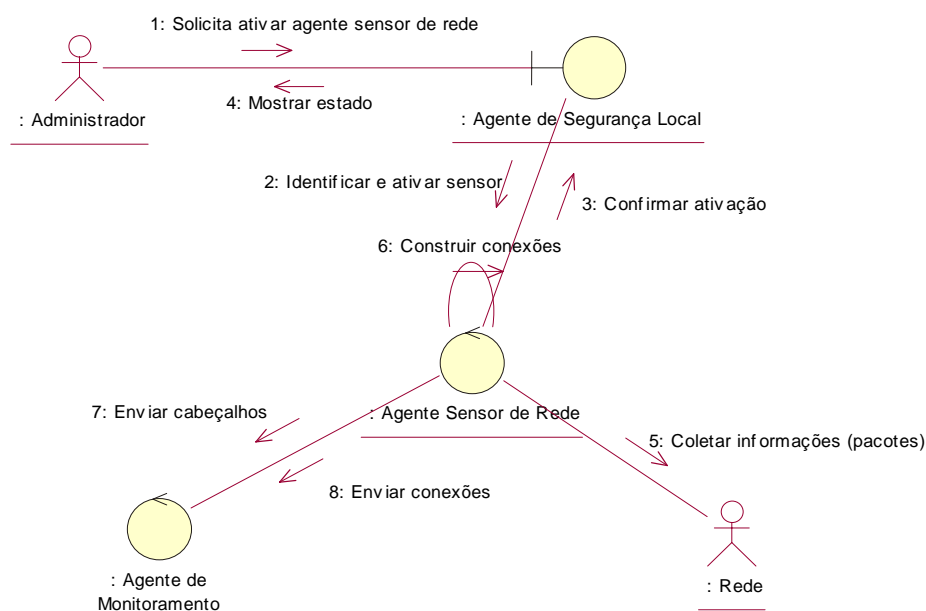 1: Solicita ativar agente sensor de rede
4: Mostrar estado
: Administrador
: Agente de Segurança Local
2: Identificar e ativar sensor
3: Confirmar ativação
6: Construir conexões
7: Enviar cabeçalhos
: Agente Sensor de Rede
5: Coletar informações (pacotes)
8: Enviar conexões
: Agente de
Monitoramento
: Rede